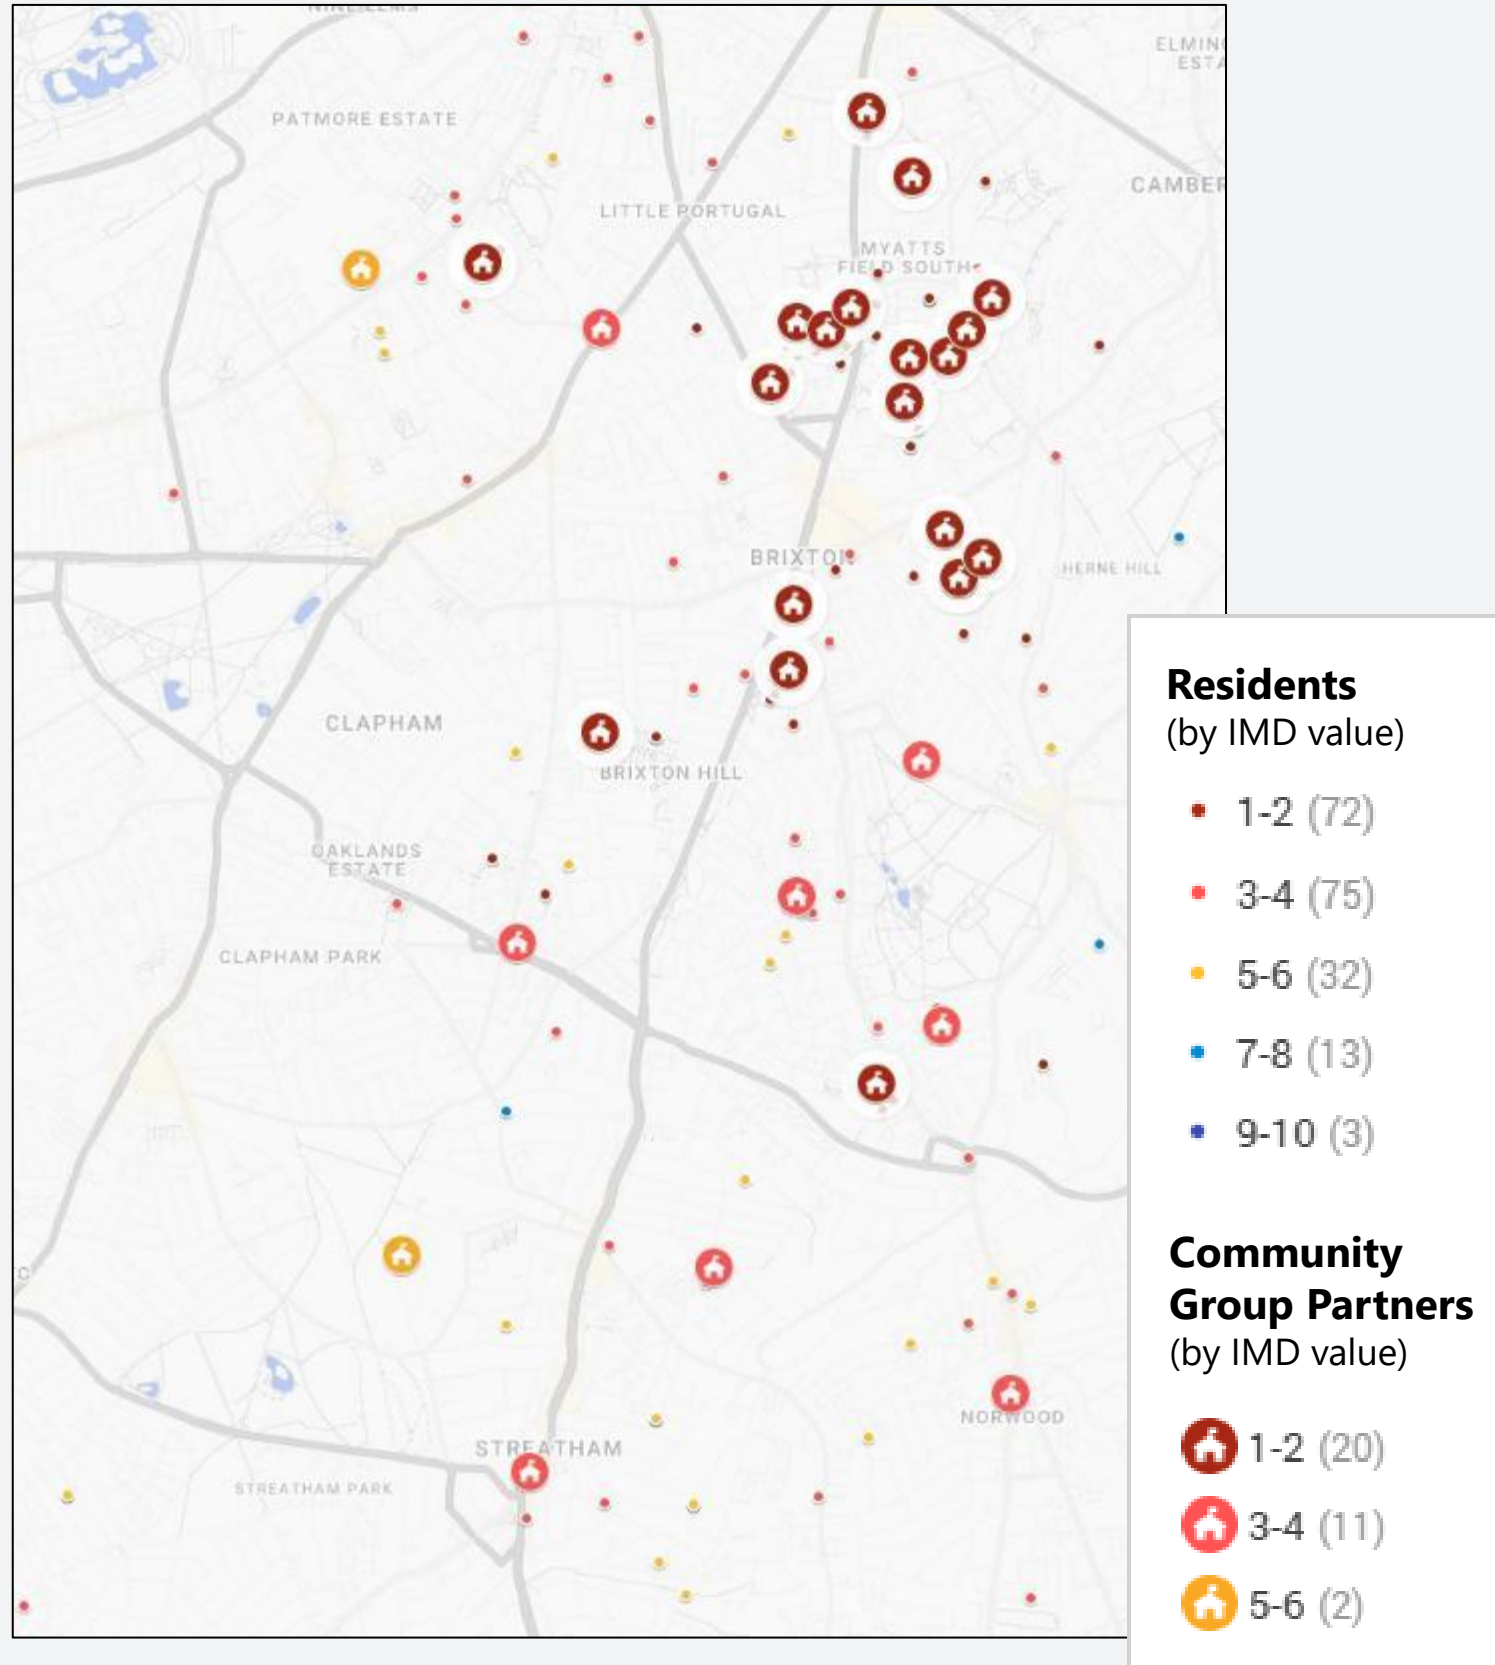 NINE ELMS
PATMORE ESTATE
CAMBER
LITTLE PORTUGAL
MYATTS
FIELD SOUTH
BRIXTON
HERNE HILL
CLAPHAM
BRIXTON HILL
OAKLANDS
ESTATE
CLAPHAM PARK
STREATHAM
STREATHAM PARK
NORWOOD
Residents
(by IMD value)
1-2 (72)
3-4 (75)
5-6 (32)
7-8 (13)
9-10 (3)
Community
Group Partners
(by IMD value)
1-2 (20)
3-4 (11)
5-6 (2)